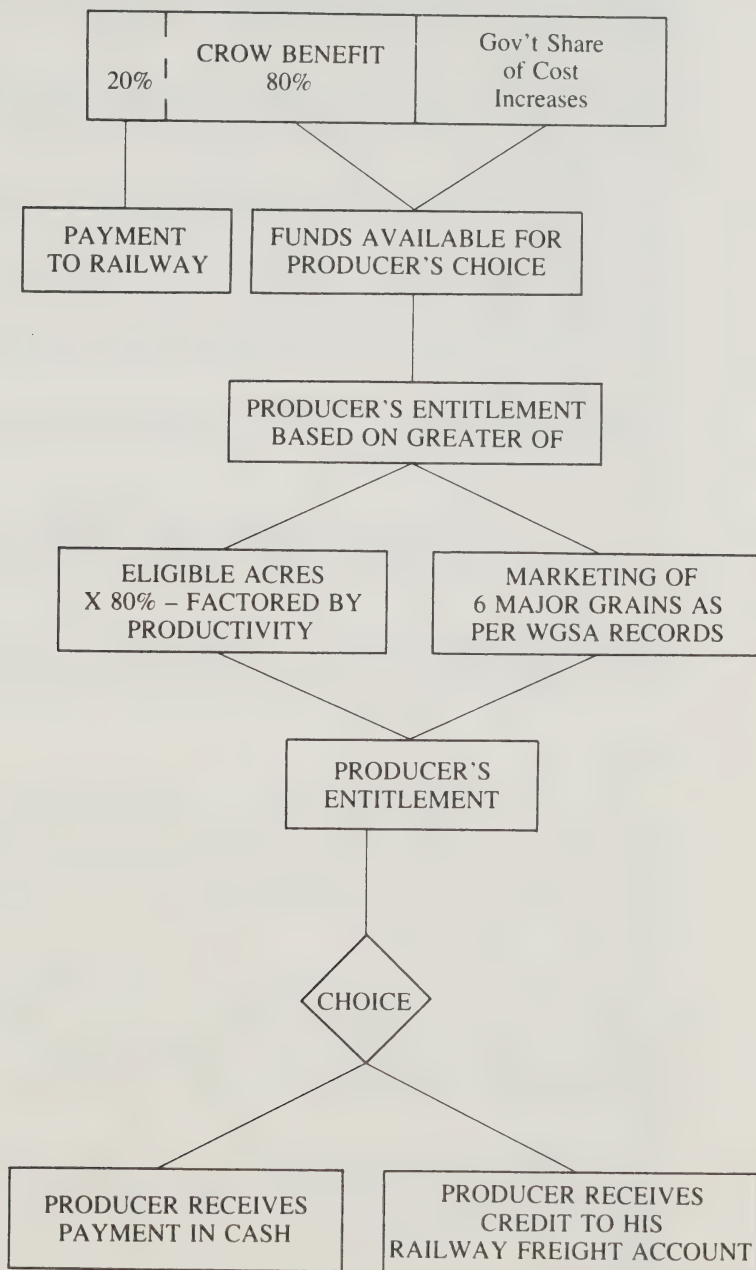 20%
CROW BENEFIT
80%
Gov't Share
of Cost
Increases
PAYMENT
TO RAILWAY
FUNDS AVAILABLE FOR
PRODUCER'S CHOICE
PRODUCER'S ENTITLEMENT
BASED ON GREATER OF
ELIGIBLE ACRES
X 80% – FACTORED BY
PRODUCTIVITY
MARKETING OF
6 MAJOR GRAINS AS
PER WGSA RECORDS
PRODUCER'S
ENTITLEMENT
CHOICE
PRODUCER RECEIVES
PAYMENT IN CASH
PRODUCER RECEIVES
CREDIT TO HIS
RAILWAY FREIGHT ACCOUNT